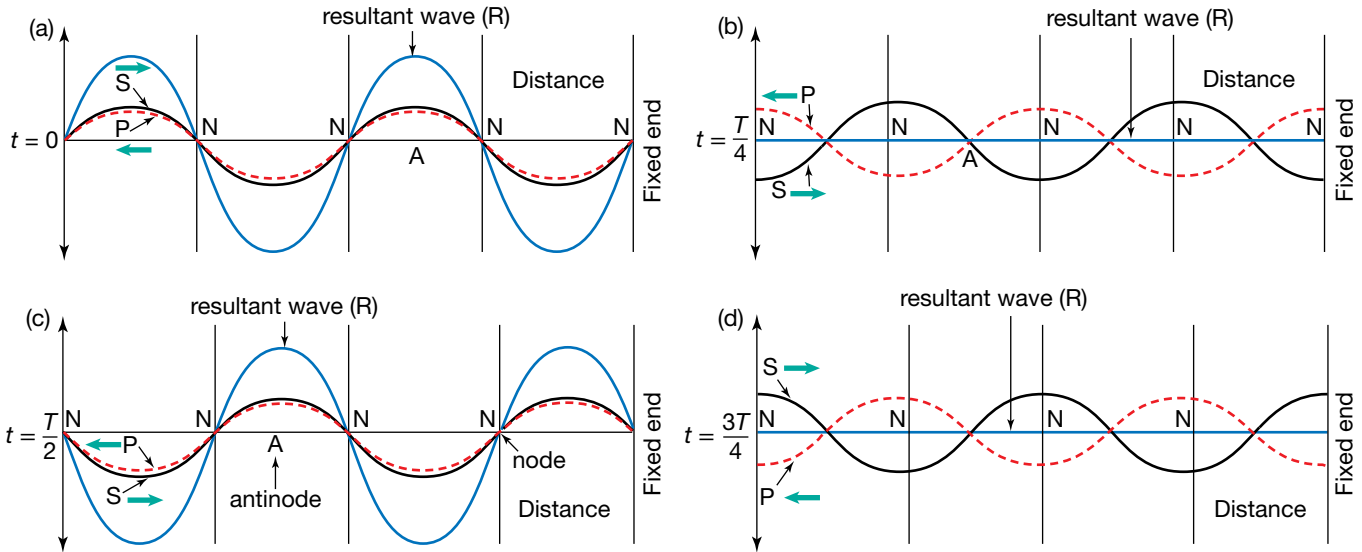 (a)
resultant wave (R)
S
P
Distance
N
N
N
N
t = 0
A
Fixed end
(b)
resultant wave (R)
Distance
P
N
N
N
N
N
t = T/4
A
S
Fixed end
(c)
resultant wave (R)
N
N
N
N
t = T/2
P
A
node
S
antinode
Distance
Fixed end
(d)
resultant wave (R)
S
N
N
N
N
t = 3T/4
P
Distance
Fixed end